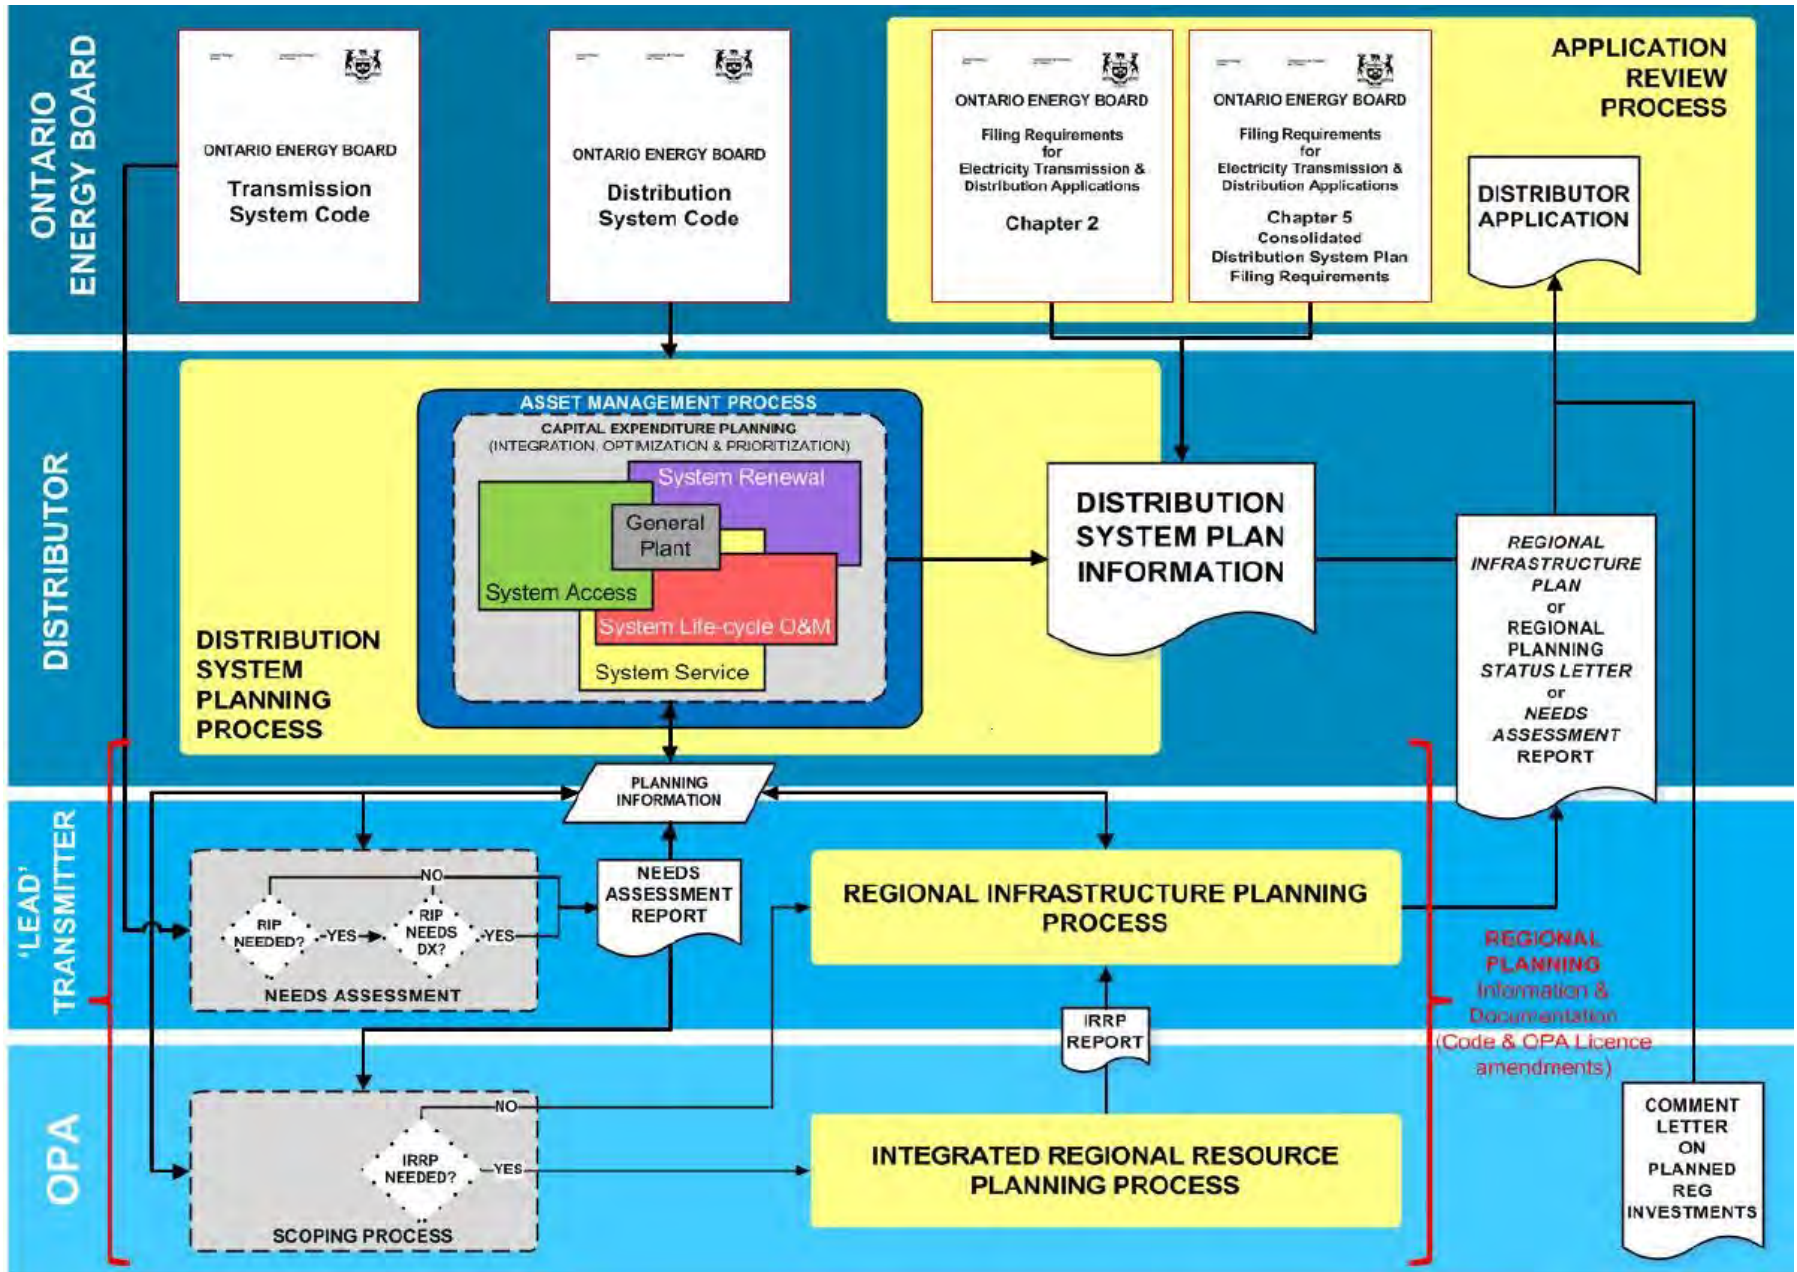 ONTARIO
ENERGY BOARD
ONTARIO ENERGY BOARD
Transmission
System Code
ONTARIO ENERGY BOARD
Distribution
System Code
ONTARIO ENERGY BOARD
Filing Requirements
for
Electricity Transmission &
Distribution Applications
Chapter 2
ONTARIO ENERGY BOARD
Filing Requirements
for
Electricity Transmission &
Distribution Applications
Chapter 5
Consolidated
Distribution System Plan
Filing Requirements
APPLICATION
REVIEW
PROCESS
DISTRIBUTOR
APPLICATION
DISTRIBUTOR
DISTRIBUTION
SYSTEM
PLANNING
PROCESS
ASSET MANAGEMENT PROCESS
CAPITAL EXPENDITURE PLANNING
(INTEGRATION, OPTIMIZATION & PRIORITIZATION)
System Renewal
General
Plant
System Access
System Life-cycle O&M
System Service
DISTRIBUTION
SYSTEM PLAN
INFORMATION
REGIONAL
INFRASTRUCTURE
PLAN
or
REGIONAL
PLANNING
STATUS LETTER
or
NEEDS
ASSESSMENT
REPORT
PLANNING
INFORMATION
'LEAD'
TRANSMITTER
NO
RIP
NEEDED?
YES
RIP
NEEDS
DX?
YES
NEEDS ASSESSMENT
NEEDS
ASSESSMENT
REPORT
REGIONAL INFRASTRUCTURE PLANNING
PROCESS
REGIONAL
PLANNING
Information &
Documentation
(Code & OPA Licence
amendments)
IRRP
REPORT
OPA
NO
IRRP
NEEDED?
YES
SCOPING PROCESS
INTEGRATED REGIONAL RESOURCE
PLANNING PROCESS
COMMENT
LETTER
ON
PLANNED
REG
INVESTMENTS